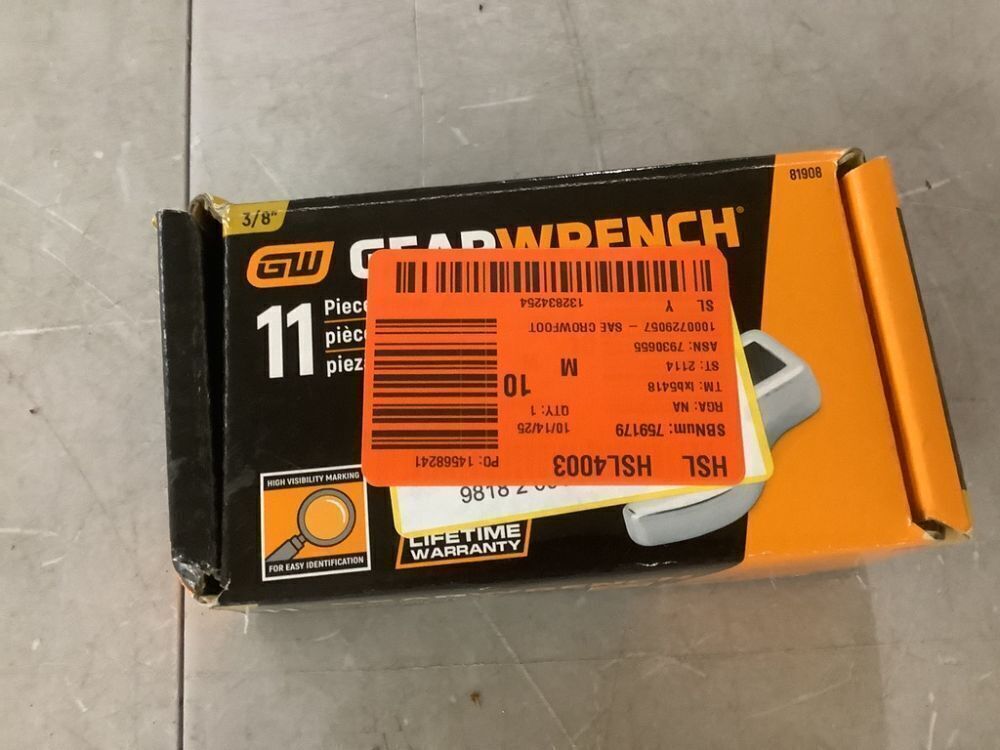 3/8"
81908
GW GEARWRENCH®
11
Piece
pièce
piez
HIGH VISIBILITY MARKING
FOR EASY IDENTIFICATION
LIFETIME
WARRANTY
9818 2
HSL HSL4003 PO: 14568241
SBNum: 759179 10/14/25
RGA: NA QTY: 1
TM: lxb5418 10
ST: 2114 M
ASN: 7930655
1000729057 - SAE CROWFOOT
SL Y 132834254